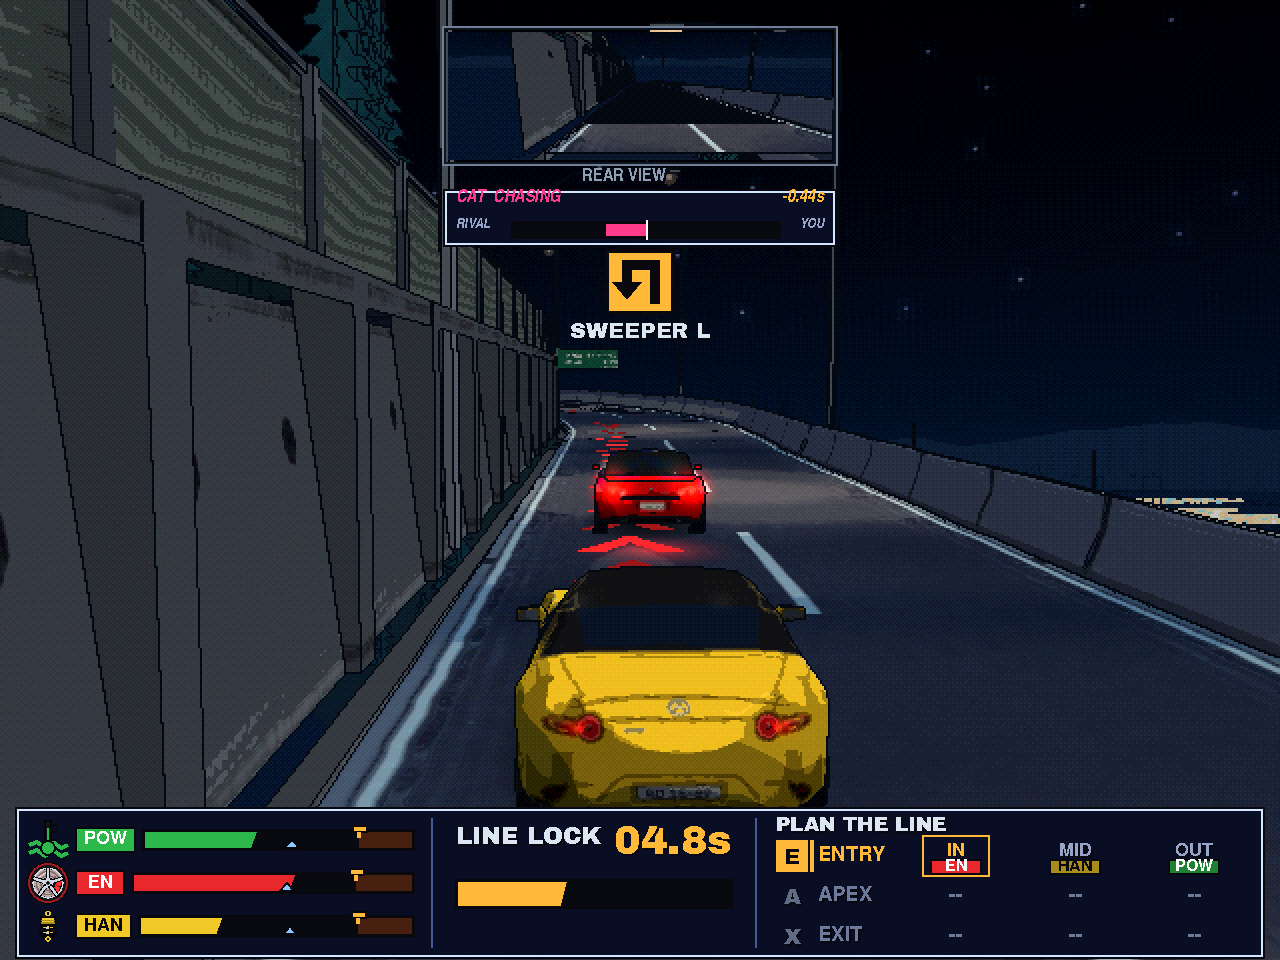 REAR VIEW
CAT CHASING -0.44s
RIVAL YOU
SWEEPER L
POW
EN
HAN
LINE LOCK 04.8s
PLAN THE LINE
E ENTRY IN MID OUT
EN HAN POW
A APEX -- -- --
X EXIT -- -- --